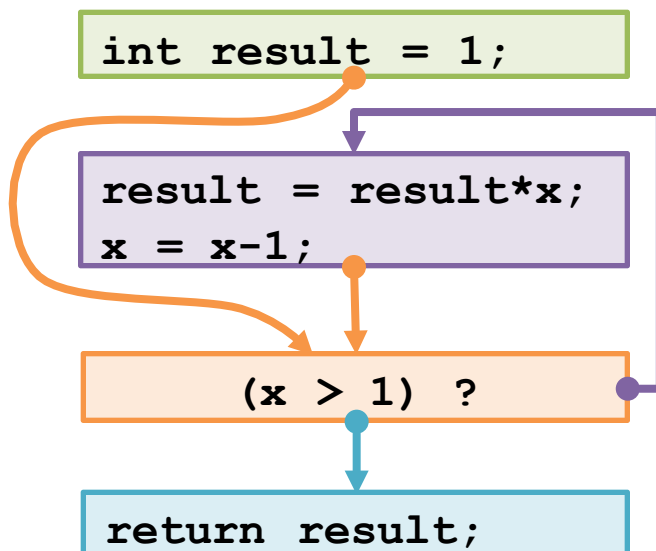 int result = 1;
result = result*x;
x = x-1;
(x > 1) ?
return result;